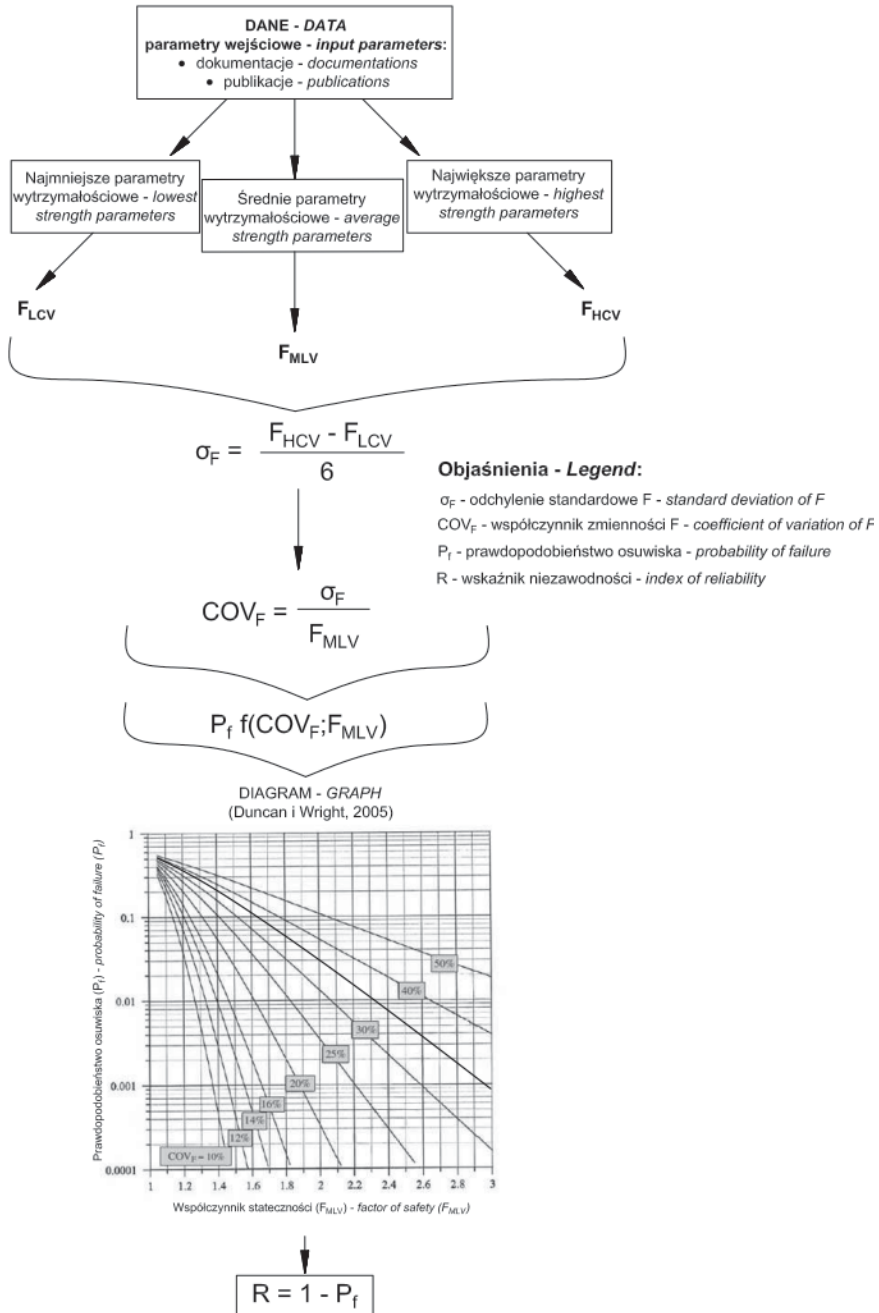 DANE - DATA
parametry wejściowe - input parameters:
• dokumentacje - documentations
• publikacje - publications
Najmniejsze parametry
wytrzymałościowe - lowest
strength parameters
Średnie parametry
wytrzymałościowe - average
strength parameters
Największe parametry
wytrzymałościowe - highest
strength parameters
F_LCV
F_MLV
F_HCV
σ_F = (F_HCV - F_LCV) / 6
Objaśnienia - Legend:
σ_F - odchylenie standardowe F - standard deviation of F
COV_F - współczynnik zmienności F - coefficient of variation of F
P_f - prawdopodobieństwo osuwiska - probability of failure
R - wskaźnik niezawodności - index of reliability
COV_F = σ_F / F_MLV
P_f f(COV_F;F_MLV)
DIAGRAM - GRAPH
(Duncan i Wright, 2005)
Prawdopodobieństwo osuwiska (P_f) - probability of failure (P_f)
1
0.1
0.01
0.001
0.0001
50%
40%
30%
25%
20%
16%
14%
12%
COV_F = 10%
1 1.2 1.4 1.6 1.8 2 2.2 2.4 2.6 2.8 3
Współczynnik stateczności (F_MLV) - factor of safety (F_MLV)
R = 1 - P_f